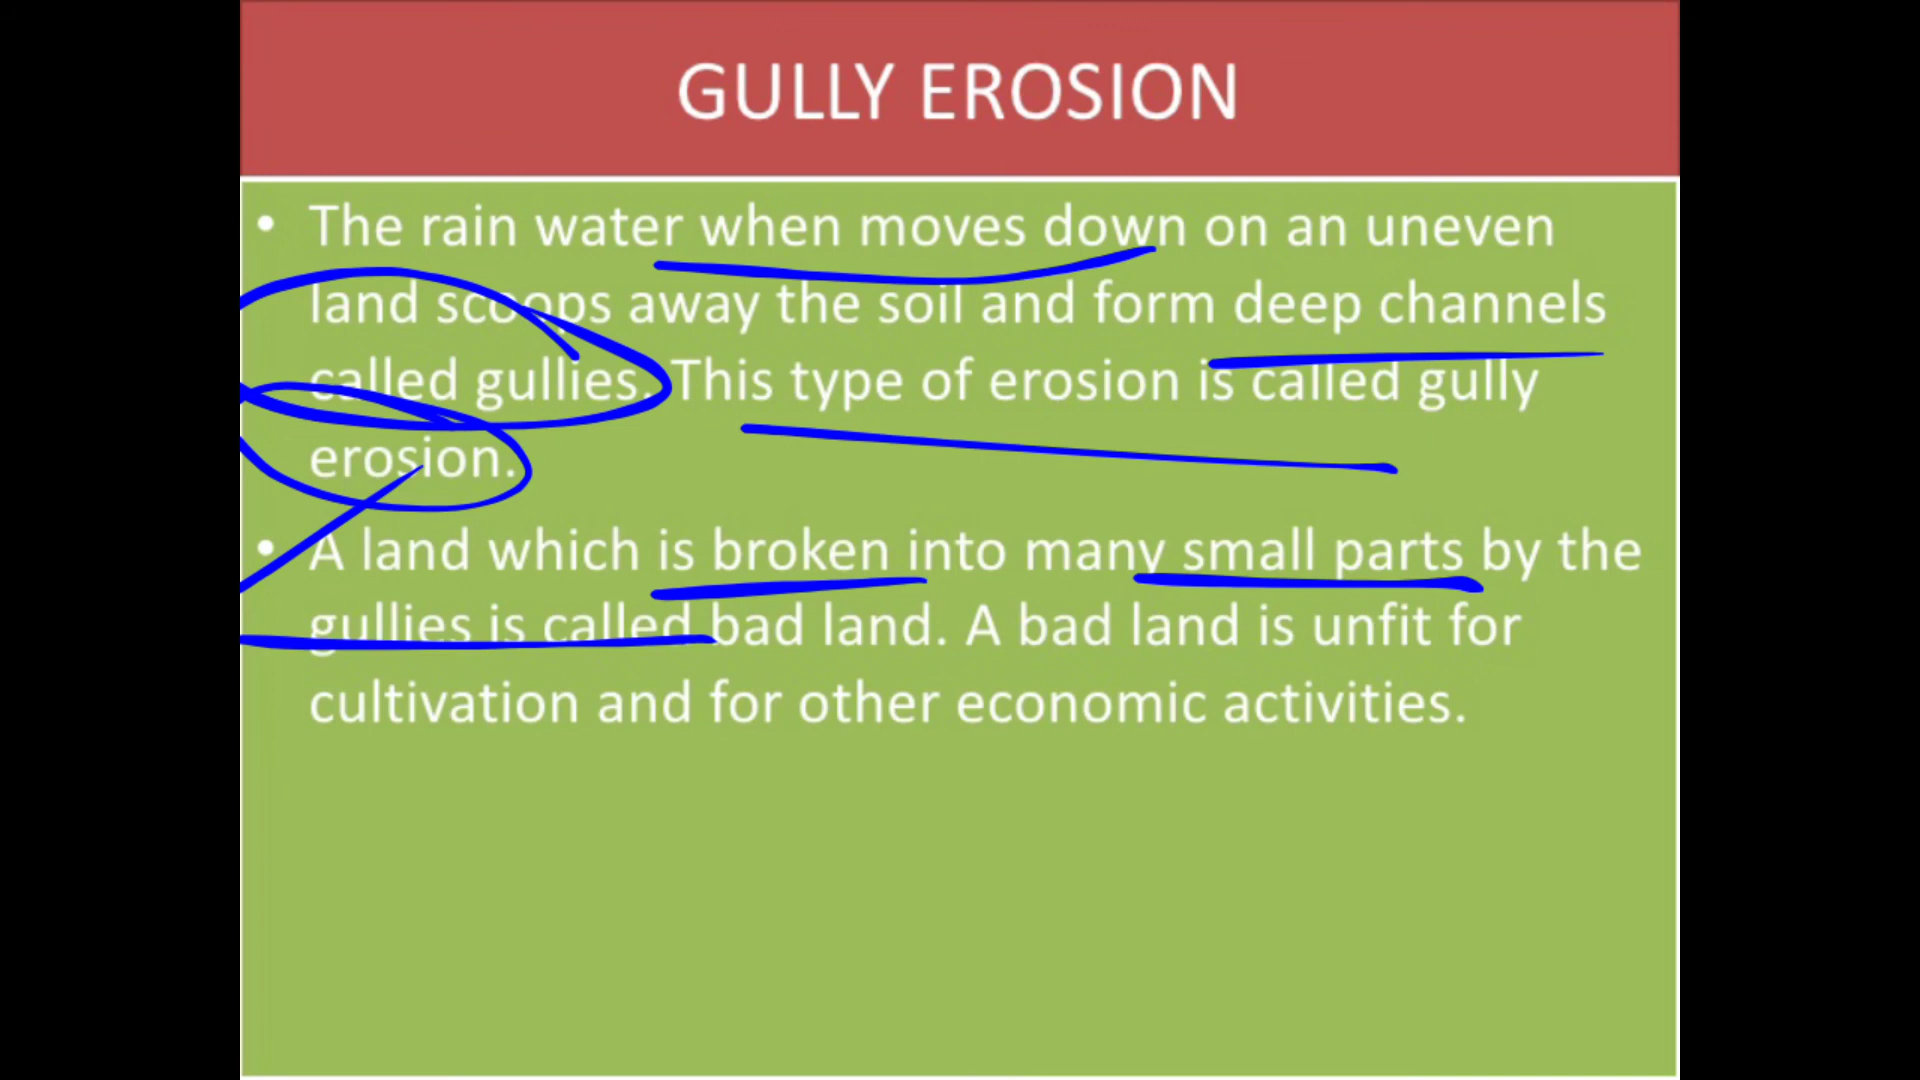 GULLY EROSION
• The rain water when moves down on an uneven
land scoops away the soil and form deep channels
called gullies. This type of erosion is called gully
erosion.
• A land which is broken into many small parts by the
gullies is called bad land. A bad land is unfit for
cultivation and for other economic activities.